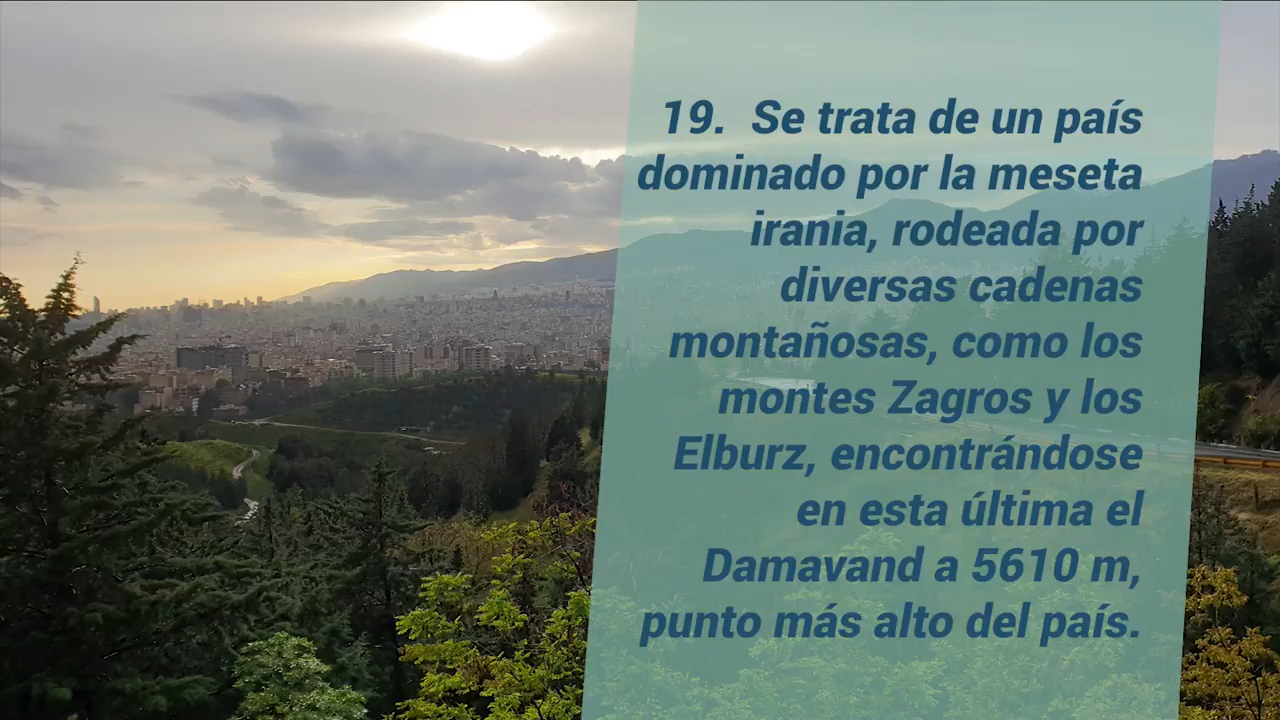 19. Se trata de un país
dominado por la meseta
irania, rodeada por
diversas cadenas
montañosas, como los
montes Zagros y los
Elburz, encontrándose
en esta última el
Damavand a 5610 m,
punto más alto del país.